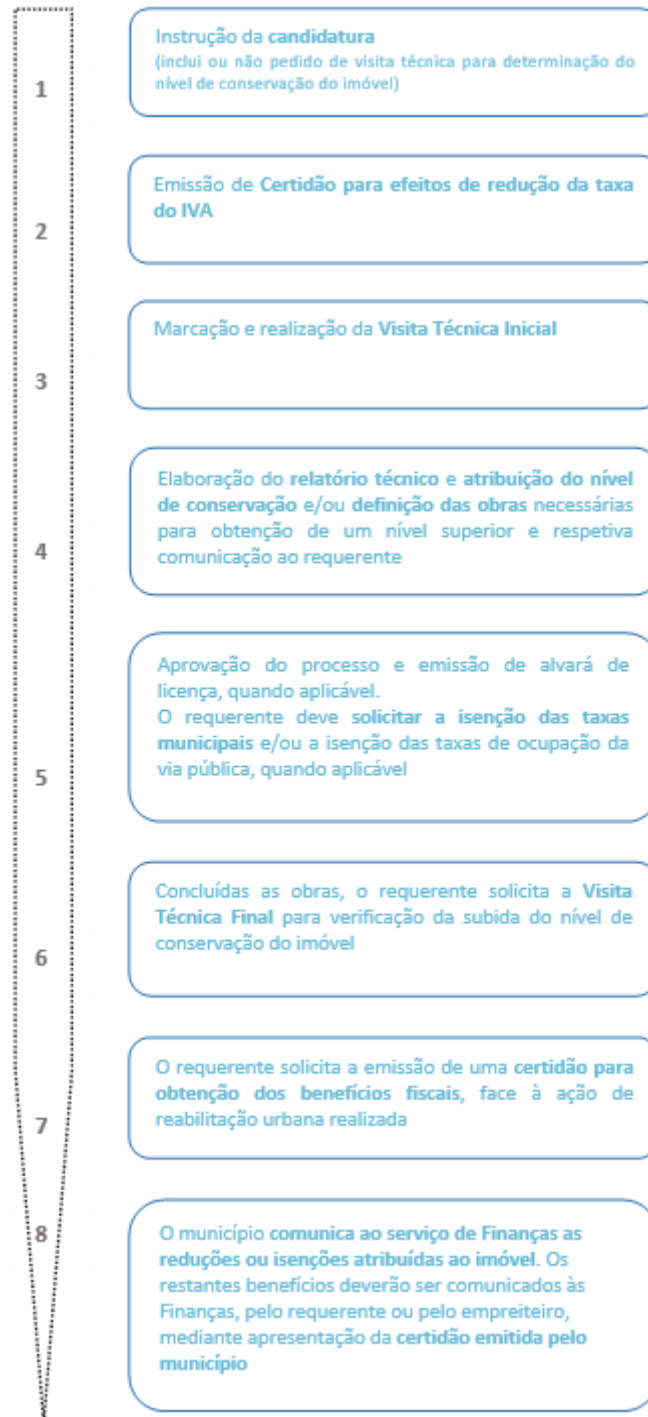 1
Instrução da candidatura
(inclui ou não pedido de visita técnica para determinação do
nível de conservação do imóvel)
2
Emissão de Certidão para efeitos de redução da taxa
do IVA
3
Marcação e realização da Visita Técnica Inicial
4
Elaboração do relatório técnico e atribuição do nível
de conservação e/ou definição das obras necessárias
para obtenção de um nível superior e respetiva
comunicação ao requerente
5
Aprovação do processo e emissão de alvará de
licença, quando aplicável.
O requerente deve solicitar a isenção das taxas
municipais e/ou a isenção das taxas de ocupação da
via pública, quando aplicável
6
Concluídas as obras, o requerente solicita a Visita
Técnica Final para verificação da subida do nível de
conservação do imóvel
7
O requerente solicita a emissão de uma certidão para
obtenção dos benefícios fiscais, face à ação de
reabilitação urbana realizada
8
O município comunica ao serviço de Finanças as
reduções ou isenções atribuídas ao imóvel. Os
restantes benefícios deverão ser comunicados às
Finanças, pelo requerente ou pelo empreiteiro,
mediante apresentação da certidão emitida pelo
município